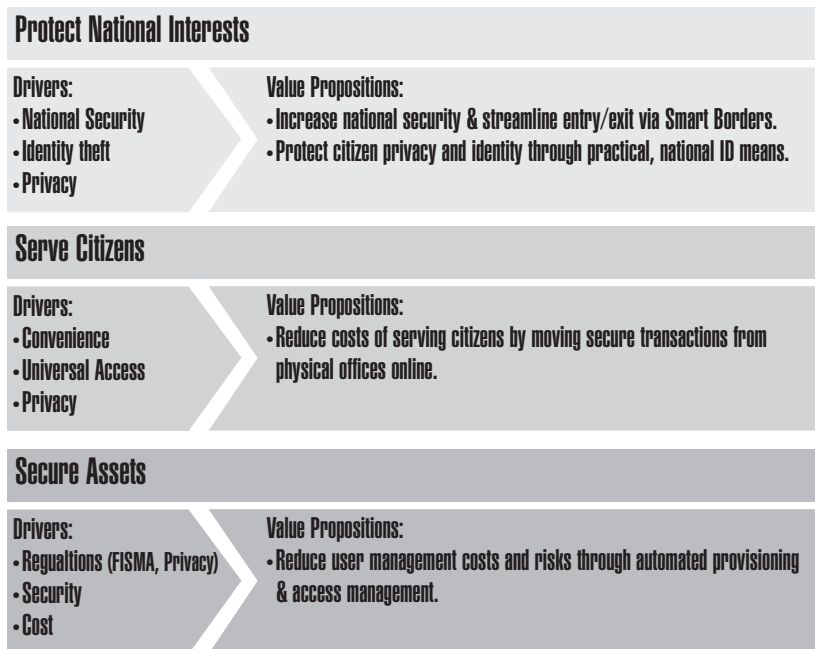 Protect National Interests
Drivers:
• National Security
• Identity theft
• Privacy
Value Propositions:
• Increase national security & streamline entry/exit via Smart Borders.
• Protect citizen privacy and identity through practical, national ID means.
Serve Citizens
Drivers:
• Convenience
• Universal Access
• Privacy
Value Propositions:
• Reduce costs of serving citizens by moving secure transactions from
physical offices online.
Secure Assets
Drivers:
• Regualtions (FISMA, Privacy)
• Security
• Cost
Value Propositions:
• Reduce user management costs and risks through automated provisioning
& access management.